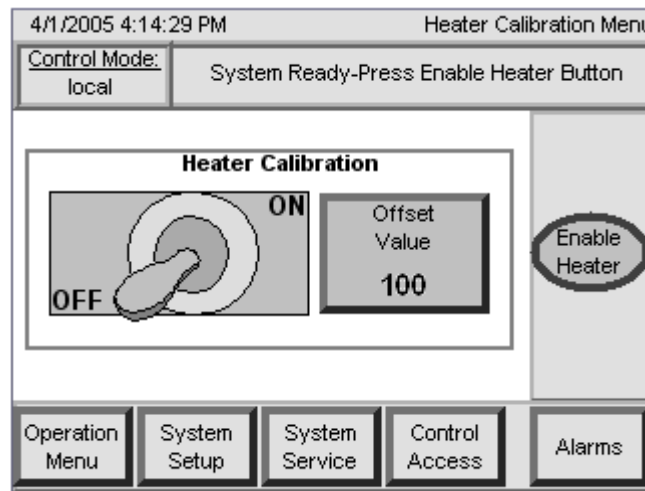 4/1/2005 4:14:29 PM Heater Calibration Menu
Control Mode:
local
System Ready-Press Enable Heater Button
Heater Calibration
ON
OFF
Offset
Value
100
Enable
Heater
Operation
Menu
System
Setup
System
Service
Control
Access
Alarms